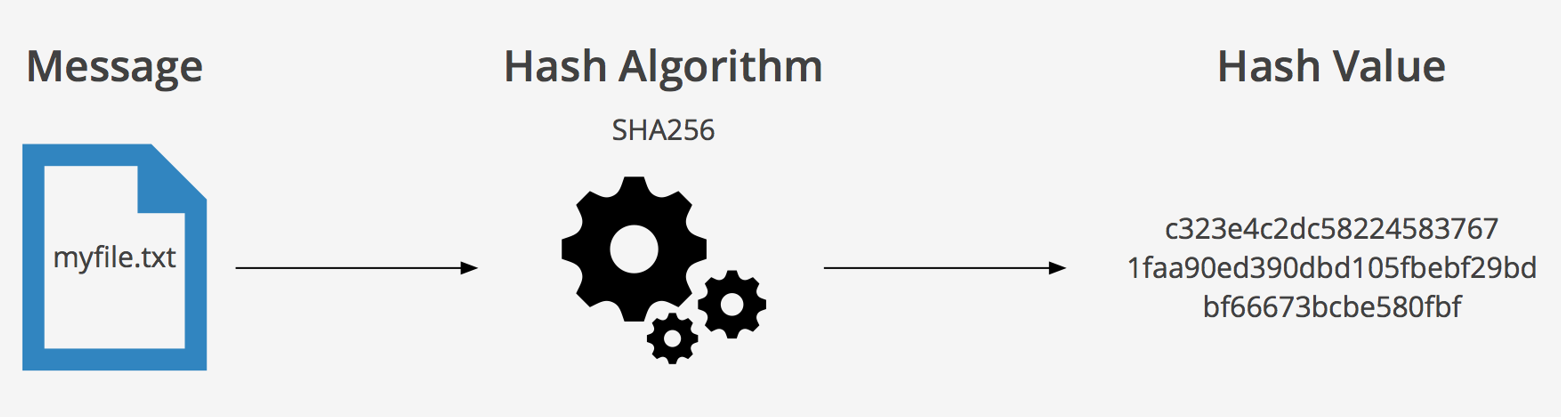 Message
Hash Algorithm
Hash Value
SHA256
myfile.txt
c323e4c2dc58224583767
1faa90ed390dbd105fbebf29bd
bf66673bcbe580fbf